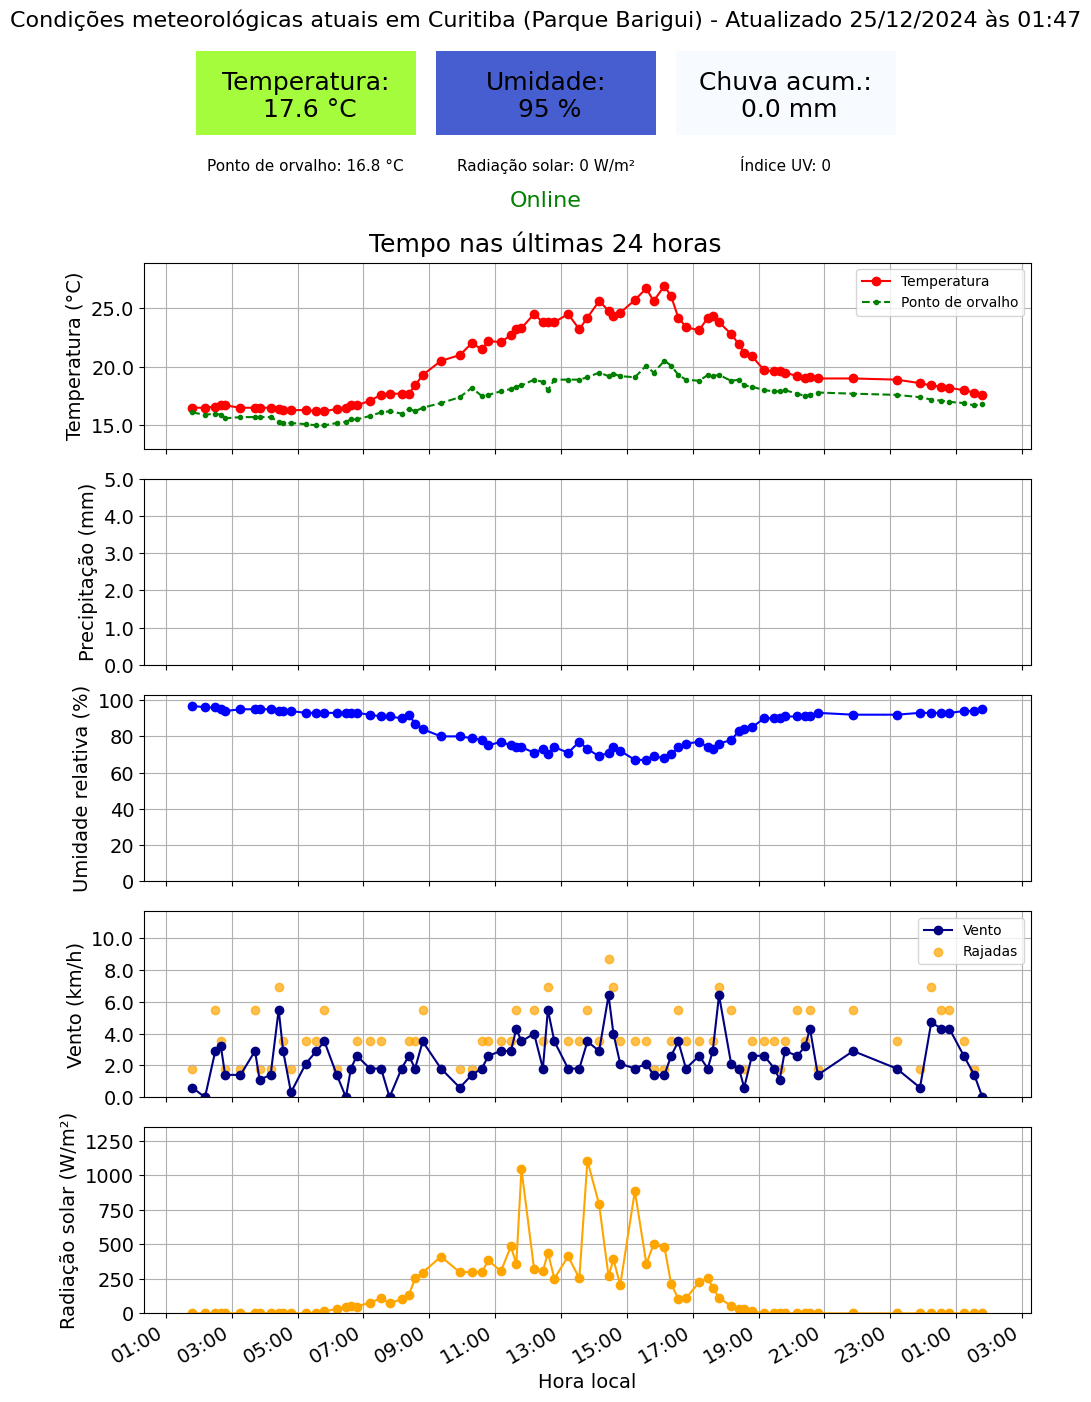 Condições meteorológicas atuais em Curitiba (Parque Barigui) - Atualizado 25/12/2024 às 01:47
Temperatura:
17.6 °C
Umidade:
95 %
Chuva acum.:
0.0 mm
Ponto de orvalho: 16.8 °C
Radiação solar: 0 W/m²
Índice UV: 0
Online
Tempo nas últimas 24 horas
Temperatura (°C)
25.0
20.0
15.0
Temperatura
Ponto de orvalho
Precipitação (mm)
5.0
4.0
3.0
2.0
1.0
0.0
Umidade relativa (%)
100
80
60
40
20
0
Vento (km/h)
10.0
8.0
6.0
4.0
2.0
0.0
Vento
Rajadas
Radiação solar (W/m²)
1250
1000
750
500
250
0
01:00 03:00 05:00 07:00 09:00 11:00 13:00 15:00 17:00 19:00 21:00 23:00 01:00 03:00
Hora local